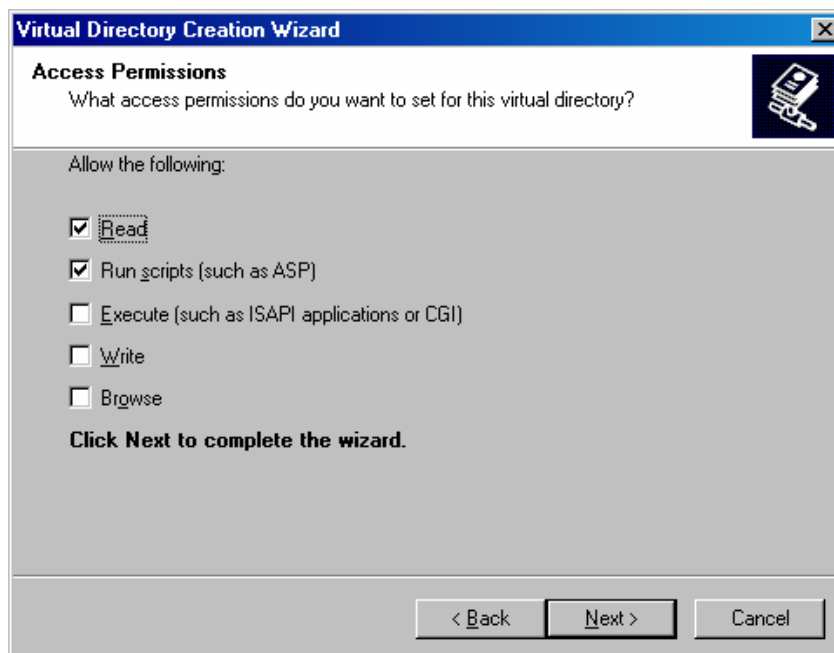 Virtual Directory Creation Wizard
Access Permissions
What access permissions do you want to set for this virtual directory?
Allow the following:
Read
Run scripts (such as ASP)
Execute (such as ISAPI applications or CGI)
Write
Browse
Click Next to complete the wizard.
< Back Next > Cancel